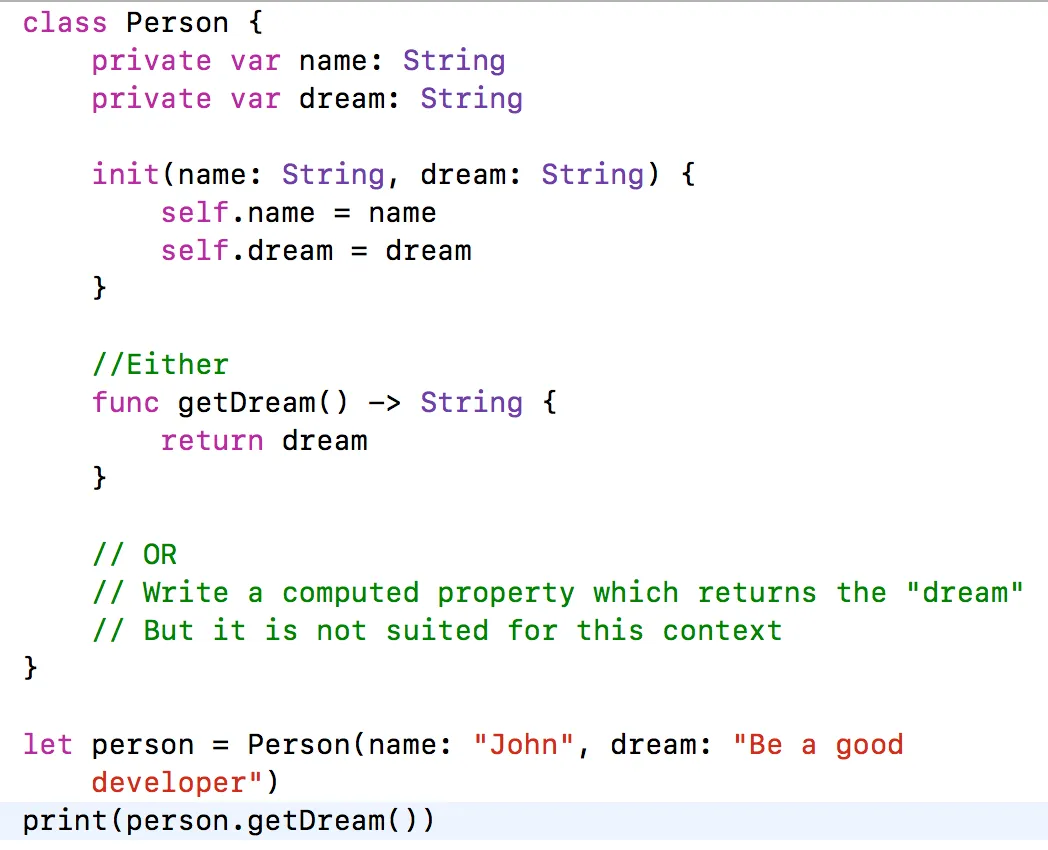 class Person {
    private var name: String
    private var dream: String

    init(name: String, dream: String) {
        self.name = name
        self.dream = dream
    }

    //Either
    func getDream() -> String {
        return dream
    }

    // OR
    // Write a computed property which returns the "dream"
    // But it is not suited for this context
}

let person = Person(name: "John", dream: "Be a good
    developer")
print(person.getDream())